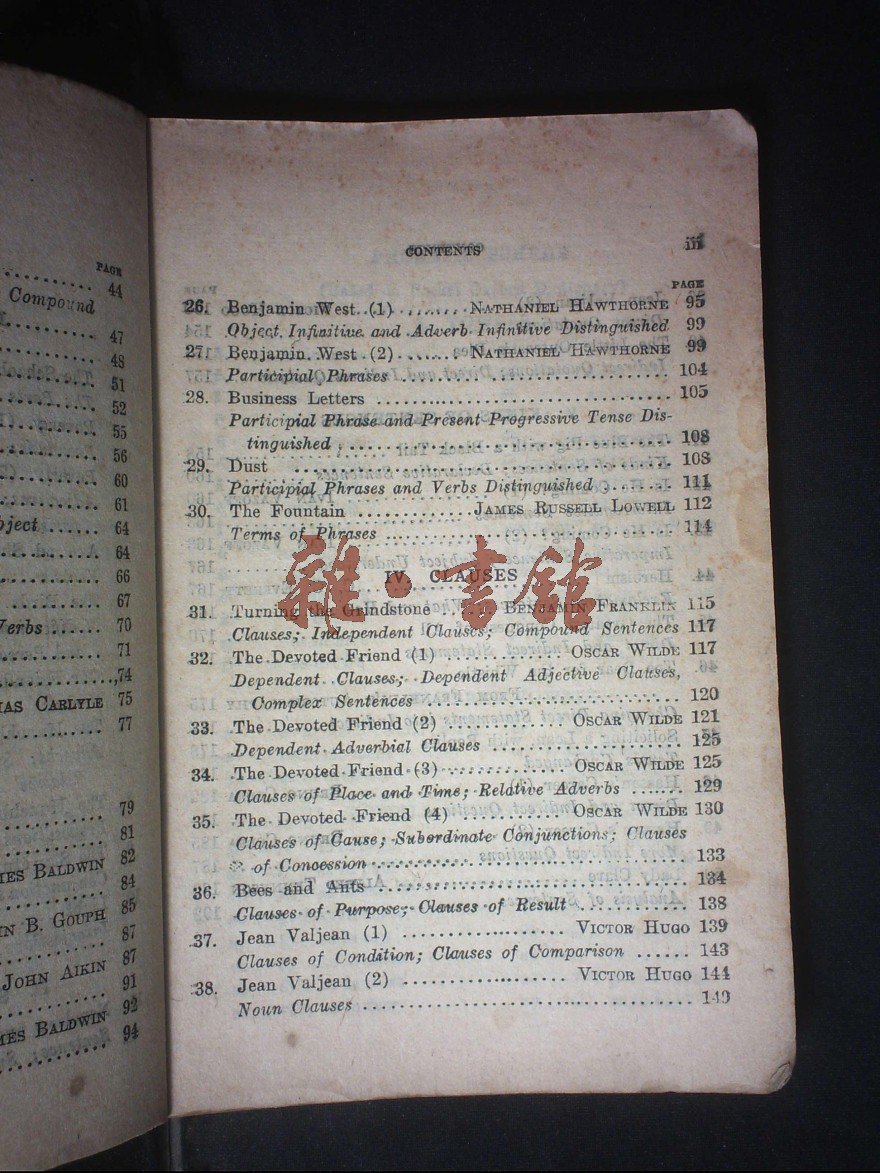 PAGE
44
Compound
47
48
51
52
55
56
60
61
64
64
66
67
Verbs ...... 70
71
74
AS CARLYLE 75
77
79
81
MES BALDWIN 82
84
N B. GOUPH 85
87
JOHN AIKIN 87
91
MES BALDWIN 92
94
CONTENTS iii
PAGE
26. Benjamin West (1) ....... NATHANIEL HAWTHORNE 95
Object Infinitive and Adverb Infinitive Distinguished 99
27. Benjamin West (2) ....... NATHANIEL HAWTHORNE 99
Participial Phrases ............................ 104
28. Business Letters ............................ 105
Participial Phrase and Present Progressive Tense Dis-
tinguished ............................ 108
29. Dust ............................ 108
Participial Phrases and Verbs Distinguished ....... 111
30. The Fountain ............ JAMES RUSSELL LOWELL 112
Terms of Phrases ............................ 114
雜·書館
IV. CLAUSES
31. Turning the Grindstone ...... BENJAMIN FRANKLIN 115
Clauses; Independent Clauses; Compound Sentences 117
32. The Devoted Friend (1) ............ OSCAR WILDE 117
Dependent Clauses; Dependent Adjective Clauses,
Complex Sentences ............................ 120
33. The Devoted Friend (2) ............ OSCAR WILDE 121
Dependent Adverbial Clauses .................... 125
34. The Devoted Friend (3) ............ OSCAR WILDE 125
Clauses of Place and Time; Relative Adverbs ....... 129
35. The Devoted Friend (4) ............ OSCAR WILDE 130
Clauses of Cause; Subordinate Conjunctions; Clauses
of Concession ............................ 133
36. Bees and Ants ............................ 134
Clauses of Purpose; Clauses of Result ............ 138
37. Jean Valjean (1) .................. VICTOR HUGO 139
Clauses of Condition; Clauses of Comparison ...... 143
38. Jean Valjean (2) .................. VICTOR HUGO 144
Noun Clauses ............................ 149